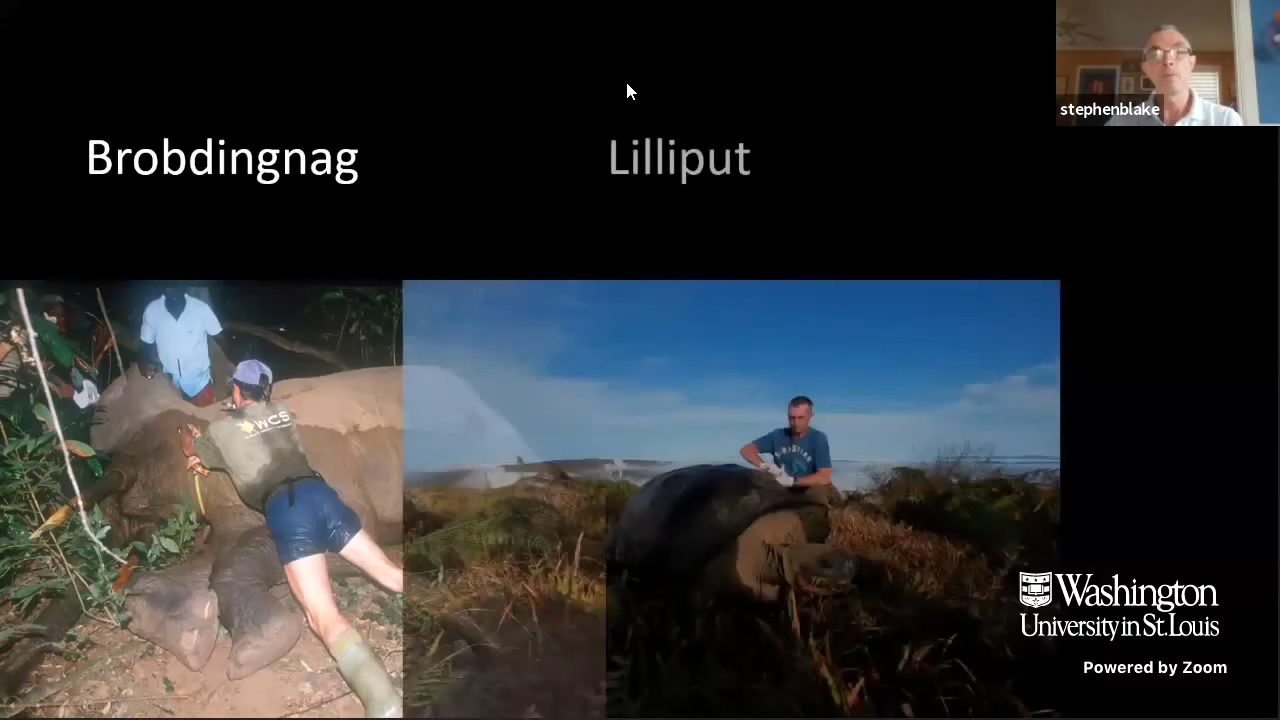 stephenblake
Brobdingnag
Lilliput
WCS
Washington
University in St. Louis
Powered by Zoom